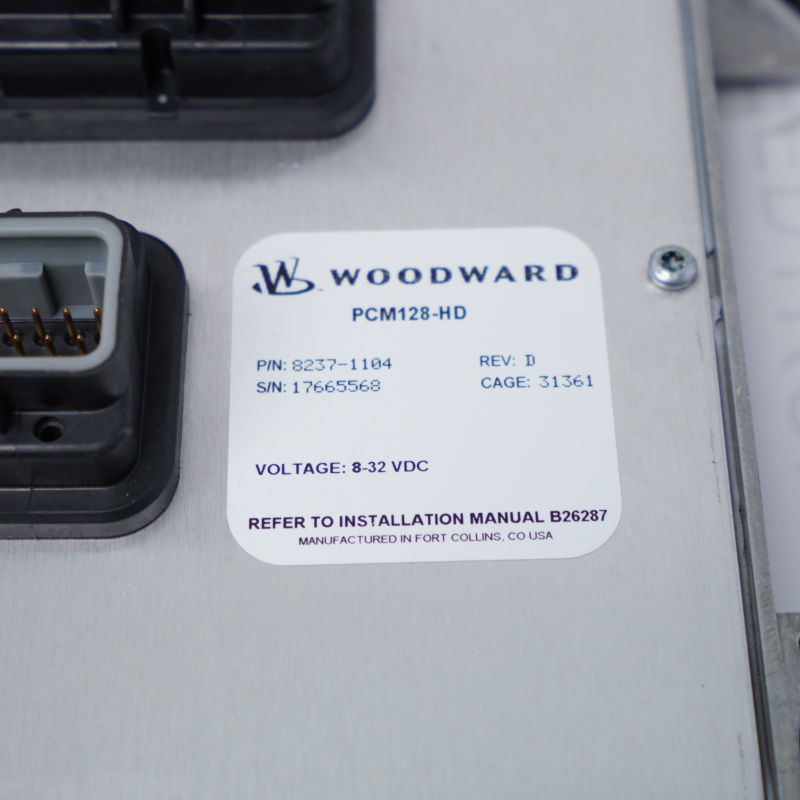 WOODWARD
PCM128-HD
P/N: 8237-1104 REV: D
S/N: 17665568 CAGE: 31361
VOLTAGE: 8-32 VDC
REFER TO INSTALLATION MANUAL B26287
MANUFACTURED IN FORT COLLINS, CO USA